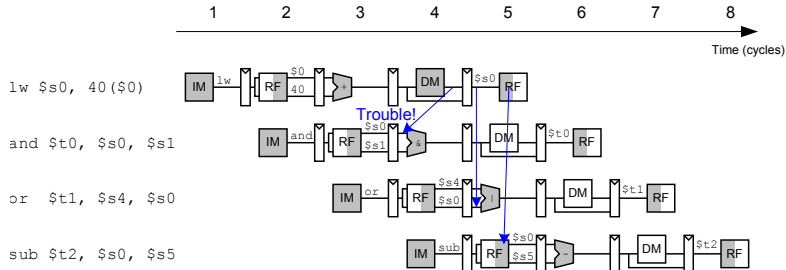 1 2 3 4 5 6 7 8
Time (cycles)
lw $s0, 40($0)
IM lw RF $0 40 + DM $s0 RF
Trouble!
and $t0, $s0, $s1
IM and RF $s0 $s1 & DM $t0 RF
or $t1, $s4, $s0
IM or RF $s4 $s0 | DM $t1 RF
sub $t2, $s0, $s5
IM sub RF $s0 $s5 - DM $t2 RF